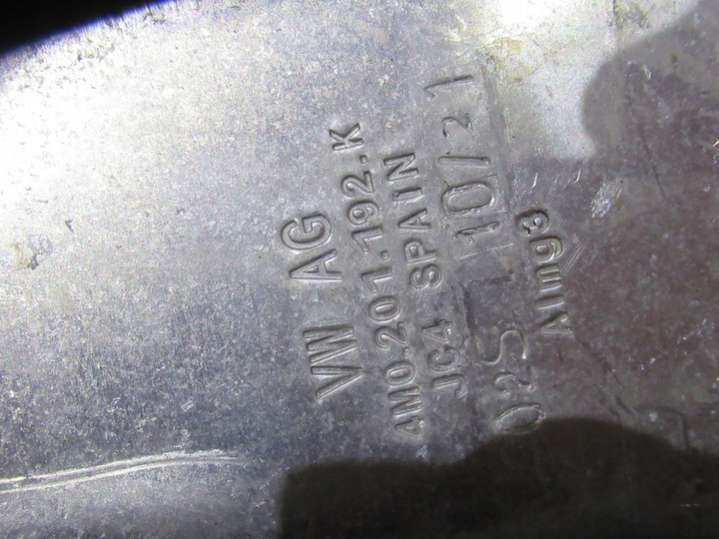 VW AG
4M0.201.192.K
JC4 SPAIN
10/21
02S
Almg3